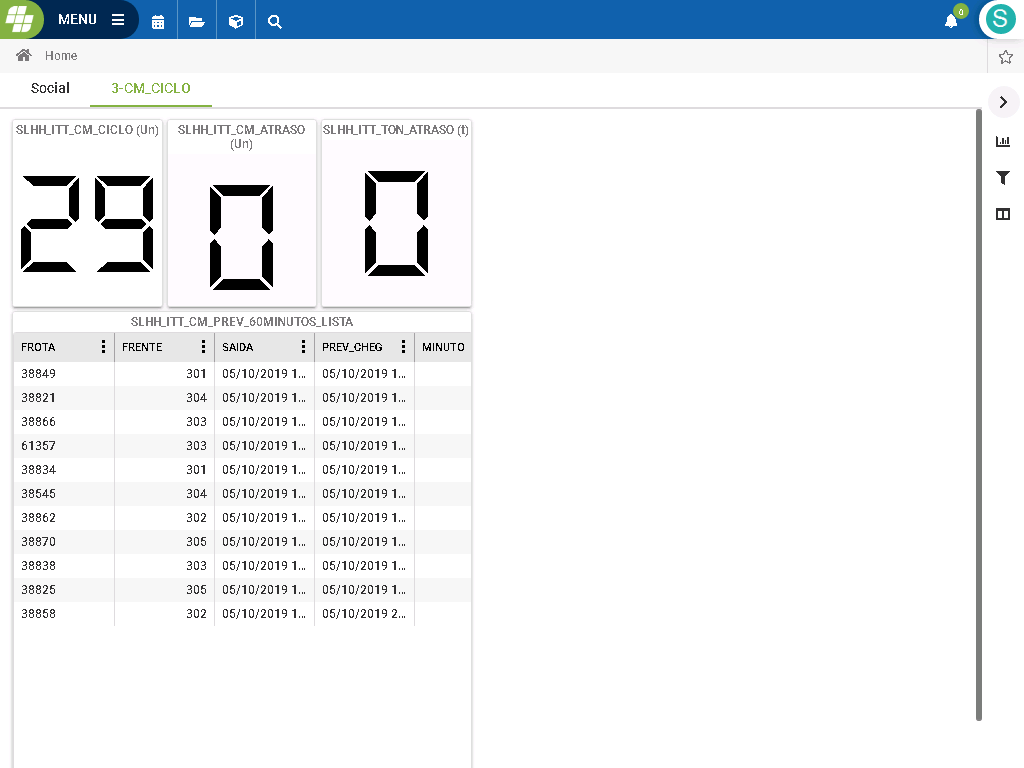 MENU
0
S
Home
Social 3-CM_CICLO
SLHH_ITT_CM_CICLO (Un) SLHH_ITT_CM_ATRASO (Un) SLHH_ITT_TON_ATRASO (t)
29 0 0
SLHH_ITT_CM_PREV_60MINUTOS_LISTA
FROTA FRENTE SAIDA PREV_CHEG MINUTO
38849 301 05/10/2019 1... 05/10/2019 1...
38821 304 05/10/2019 1... 05/10/2019 1...
38866 303 05/10/2019 1... 05/10/2019 1...
61357 303 05/10/2019 1... 05/10/2019 1...
38834 301 05/10/2019 1... 05/10/2019 1...
38545 304 05/10/2019 1... 05/10/2019 1...
38862 302 05/10/2019 1... 05/10/2019 1...
38870 305 05/10/2019 1... 05/10/2019 1...
38838 303 05/10/2019 1... 05/10/2019 1...
38825 305 05/10/2019 1... 05/10/2019 1...
38858 302 05/10/2019 1... 05/10/2019 2...